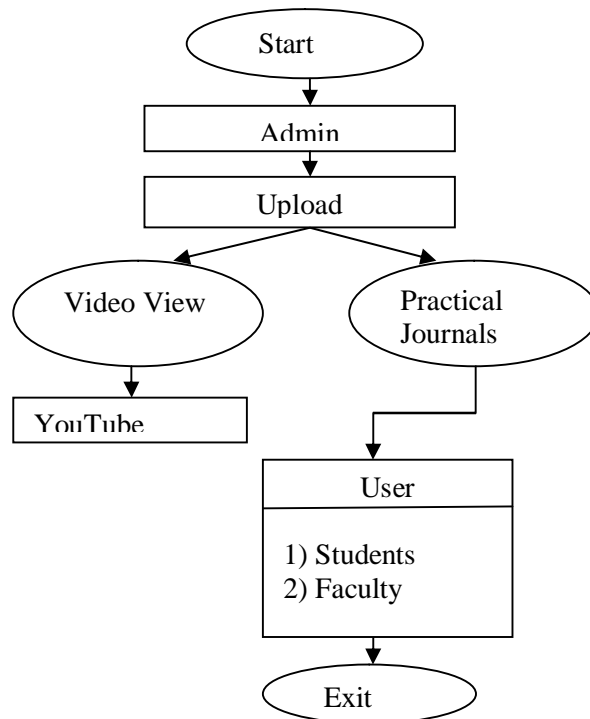 Start
Admin
Upload
Video View
Practical
Journals
YouTube
User
1) Students
2) Faculty
Exit